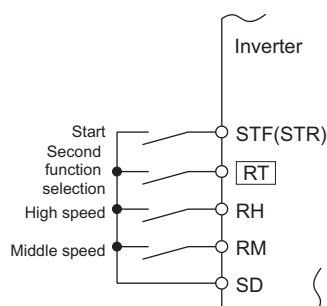 Inverter
Start
STF(STR)
Second
function
selection
RT
High speed
RH
Middle speed
RM
SD